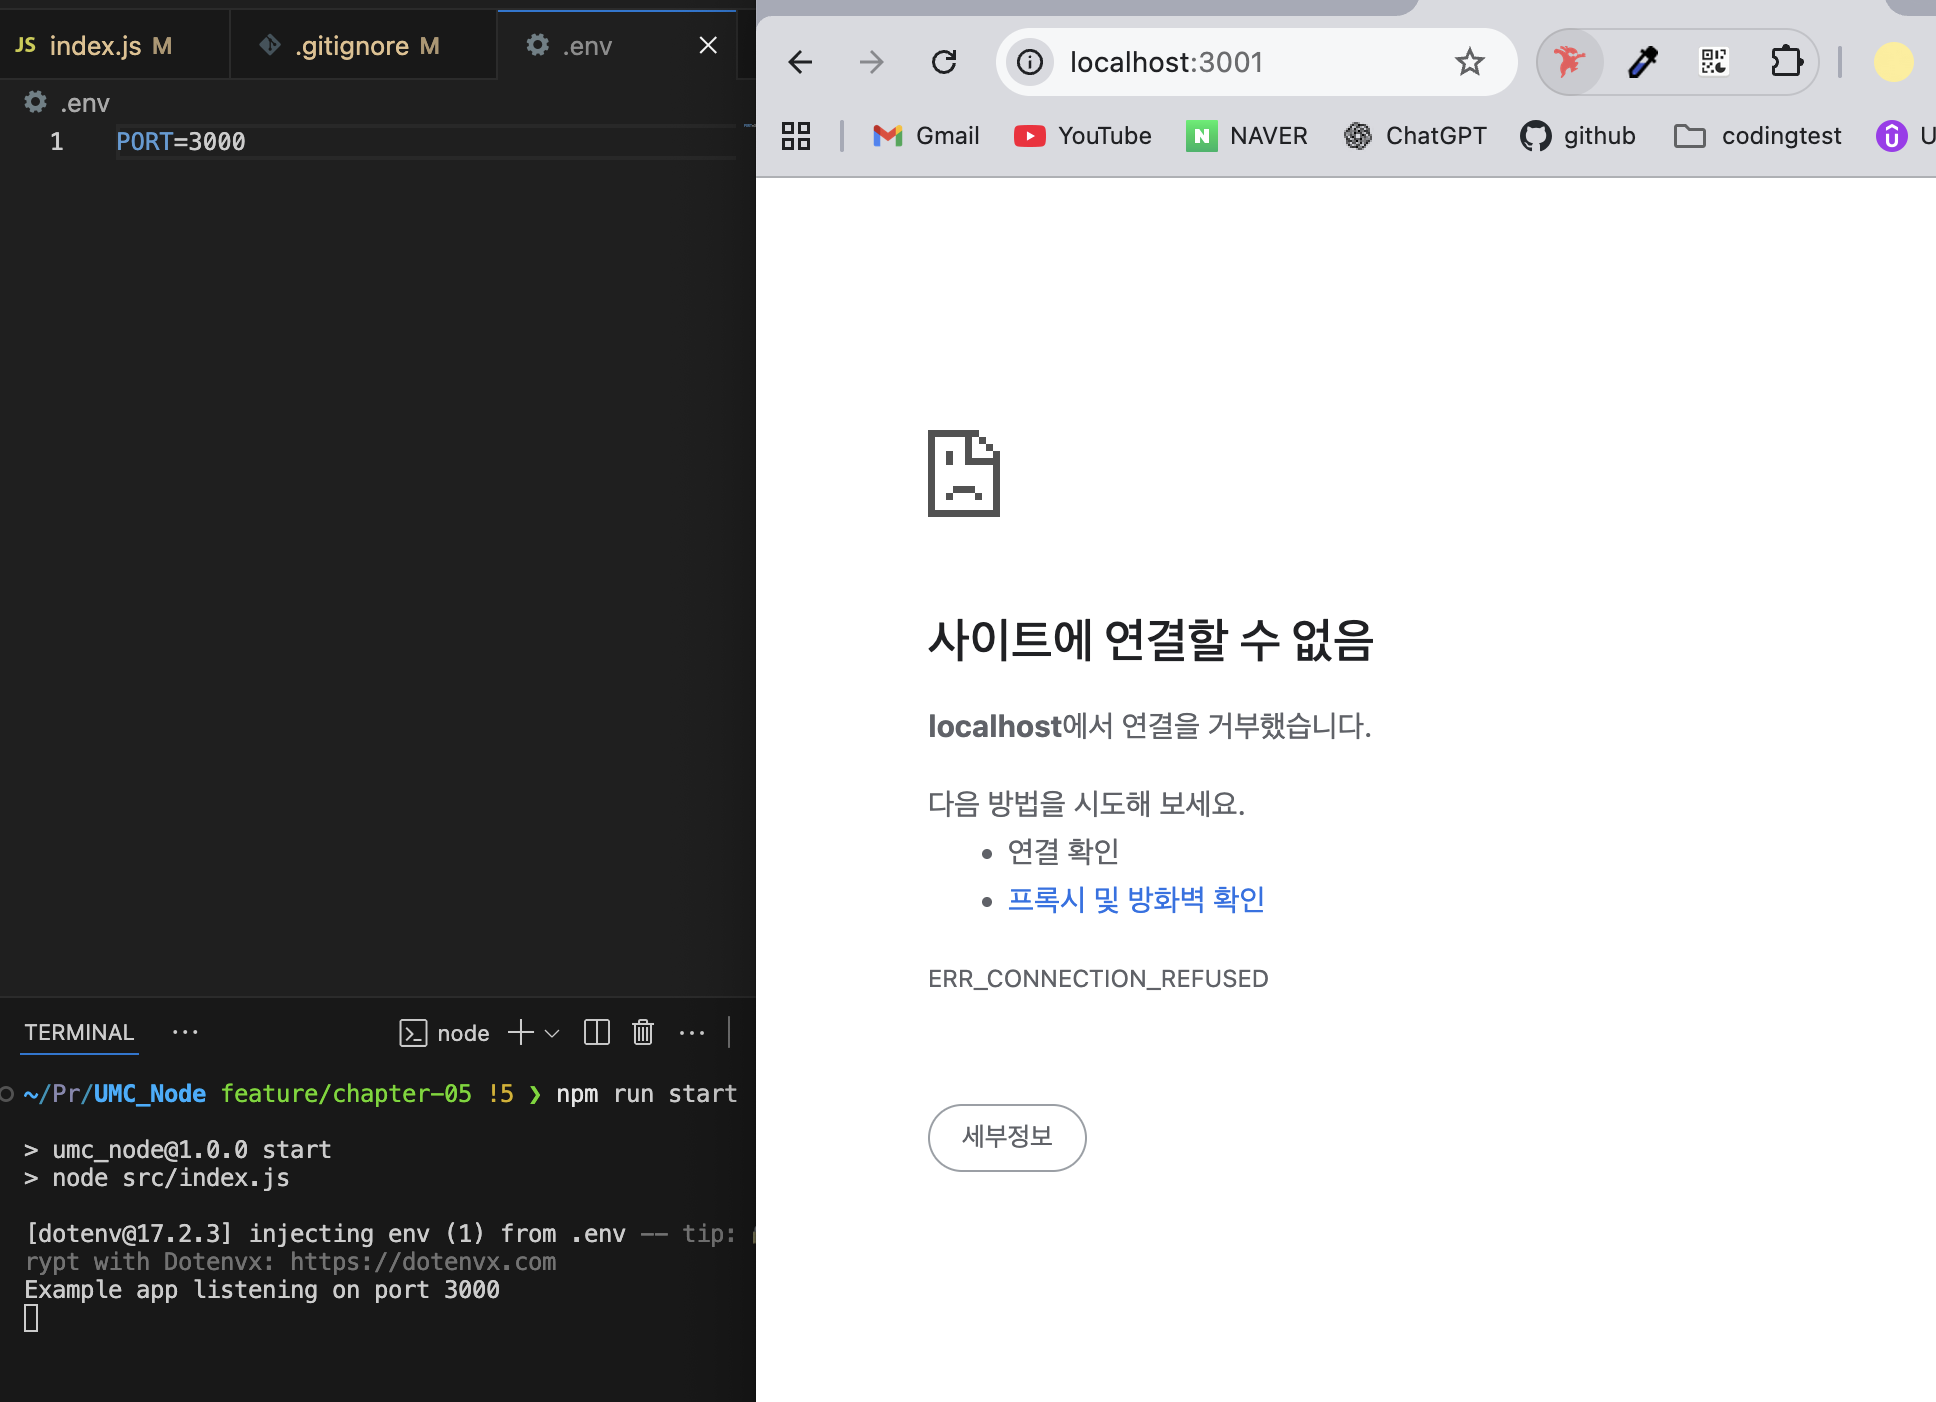 JS index.js M
.gitignore M
.env
.env
1 PORT=3000
TERMINAL
node
~/Pr/UMC_Node feature/chapter-05 !5 ❯ npm run start
> umc_node@1.0.0 start
> node src/index.js
[dotenv@17.2.3] injecting env (1) from .env -- tip:
rypt with Dotenvx: https://dotenvx.com
Example app listening on port 3000
localhost:3001
Gmail
YouTube
N NAVER
ChatGPT
github
codingtest
U
사이트에 연결할 수 없음
localhost에서 연결을 거부했습니다.
다음 방법을 시도해 보세요.
• 연결 확인
• 프록시 및 방화벽 확인
ERR_CONNECTION_REFUSED
세부정보